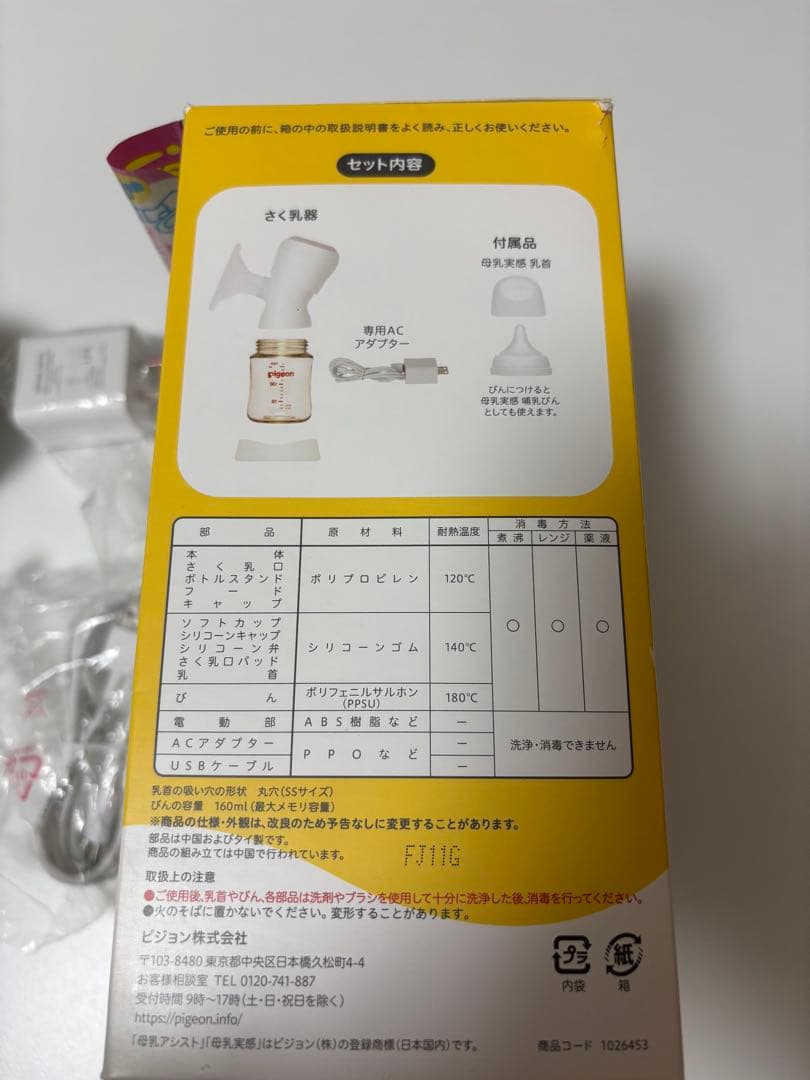 ご使用の前に、箱の中の取扱説明書をよく読み、正しくお使いください。
セット内容
さく乳器
付属品
母乳実感 乳首
専用AC
アダプター
pigeon
びんにつけると
母乳実感 哺乳びん
としても使えます。
部品 原材料 耐熱温度 消毒方法
煮沸 レンジ 薬液
本体
さく乳口
ボトルスタンド
フード
キャップ
ポリプロピレン 120℃
ソフトカップ
シリコーンキャップ
シリコーン弁
さく乳口パッド
乳首
シリコーンゴム 140℃
○ ○ ○
びん ポリフェニルサルホン
(PPSU)
180℃
電動部 ABS樹脂など −
ACアダプター −
PPOなど
USBケーブル −
洗浄・消毒できません
乳首の吸い穴の形状 丸穴(SSサイズ)
びんの容量 160ml(最大メモリ容量)
※商品の仕様・外観は、改良のため予告なしに変更することがあります。
部品は中国およびタイ製です。
商品の組み立ては中国で行われています。
FJ11G
取扱上の注意
●ご使用後、乳首やびん、各部品は洗剤やブラシを使用して十分に洗浄した後、消毒を行ってください。
●火のそばに置かないでください。変形することがあります。
ピジョン株式会社
〒103-8480 東京都中央区日本橋久松町4-4
お客様相談室 TEL 0120-741-887
受付時間 9時〜17時(土・日・祝日を除く)
https://pigeon.info/
プラ
内袋
紙
箱
「母乳アシスト」「母乳実感」はピジョン(株)の登録商標(日本国内)です。
商品コード 1026453